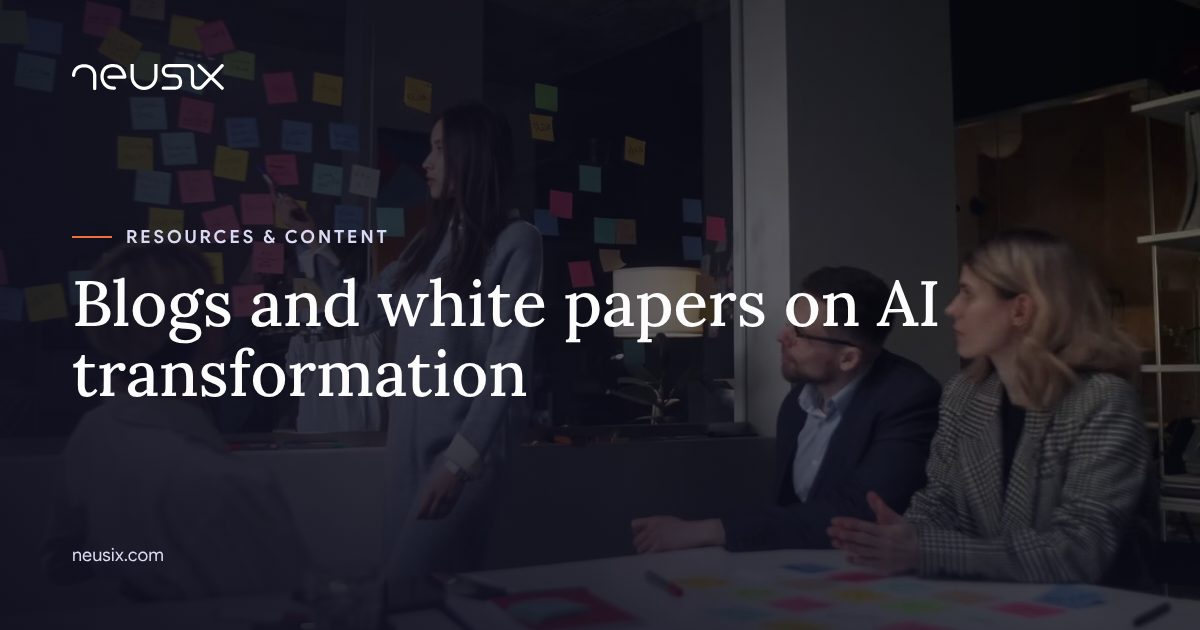 neusix
RESOURCES & CONTENT
Blogs and white papers on AI
transformation
neusix.com